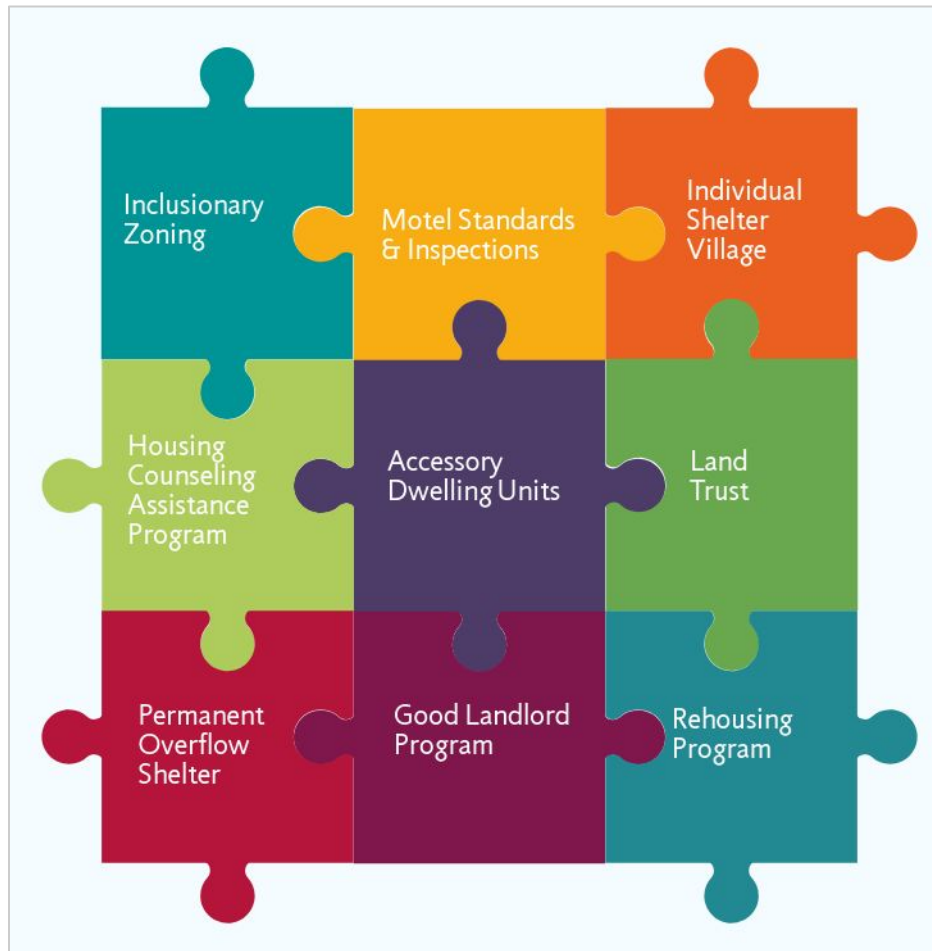 Inclusionary
Zoning
Motel Standards
& Inspections
Individual
Shelter
Village
Housing
Counseling
Assistance
Program
Accessory
Dwelling Units
Land
Trust
Permanent
Overflow
Shelter
Good Landlord
Program
Rehousing
Program